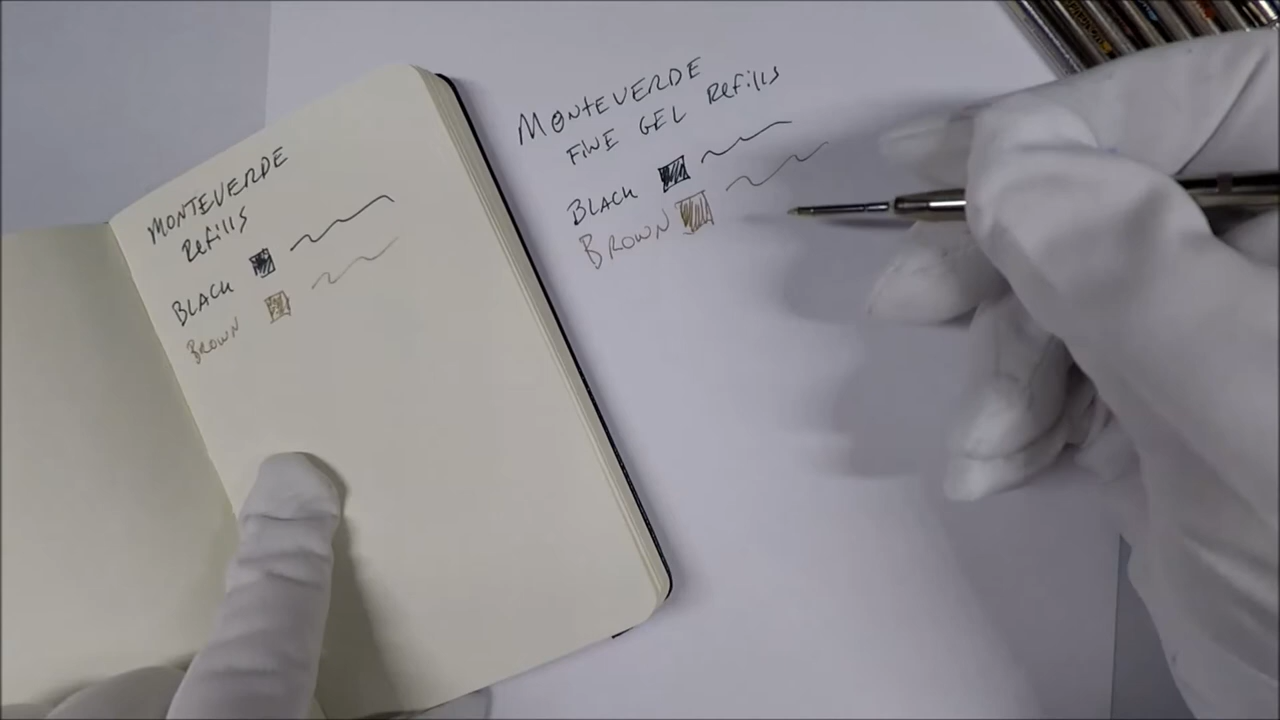 MONTEVERDE
Refills
BLACK
BROWN
MONTEVERDE
FINE GEL Refills
BLACK
BROWN